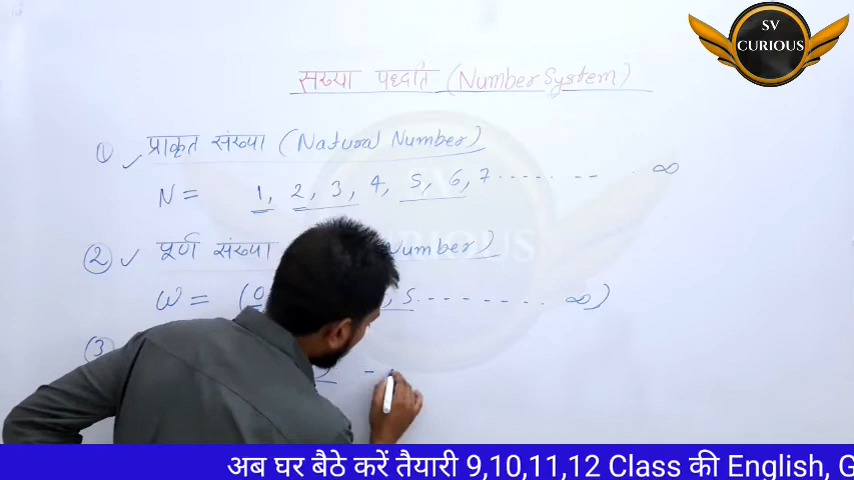 SV
CURIOUS
संख्या पद्धति (Number System)
① प्राकृत संख्या (Natural Number)
N = 1, 2, 3, 4, 5, 6, 7 ............ ∞
② पूर्ण संख्या Number)
W = (0 , 5 ............ ∞)
③
अब घर बैठे करें तैयारी 9,10,11,12 Class की English, G